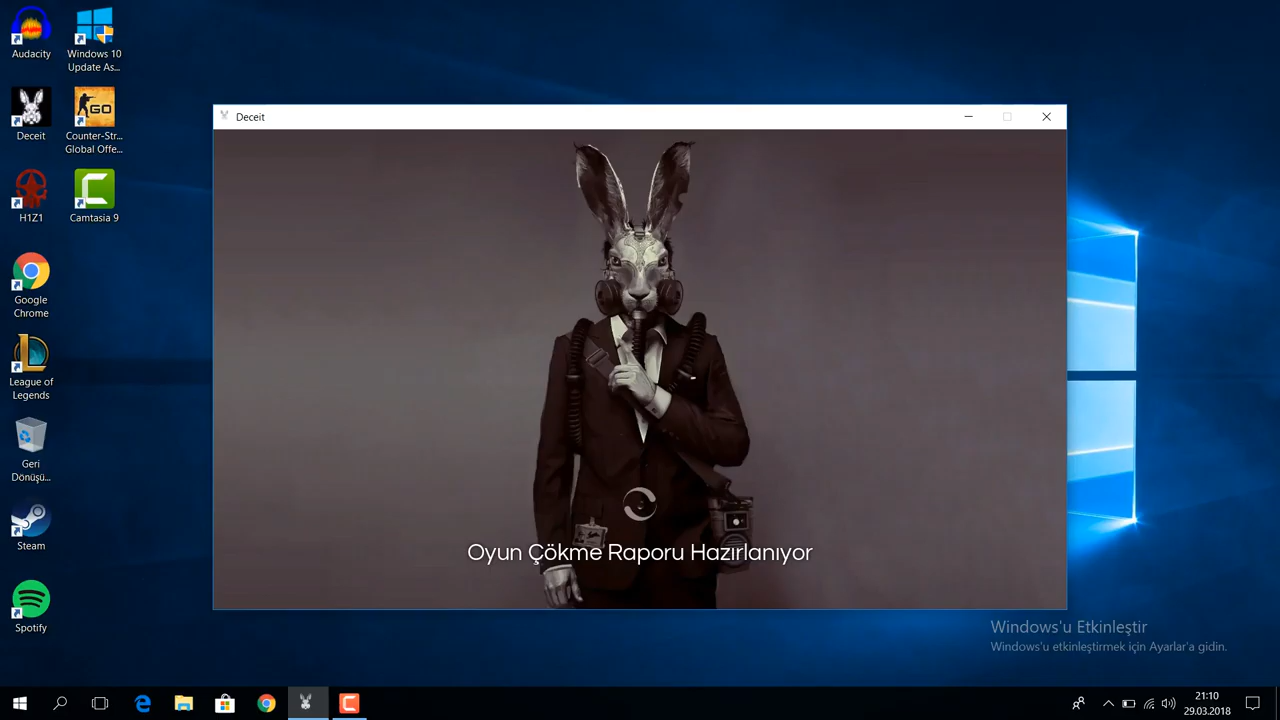 Audacity
Windows 10
Update As...
Deceit
Counter-Str...
Global Offe...
H1Z1
Camtasia 9
Google
Chrome
League of
Legends
Geri
Dönüşü...
Steam
Spotify
Deceit
Oyun Çökme Raporu Hazırlanıyor
Windows'u Etkinleştir
Windows'u etkinleştirmek için Ayarlar'a gidin.
21:10
29.03.2018